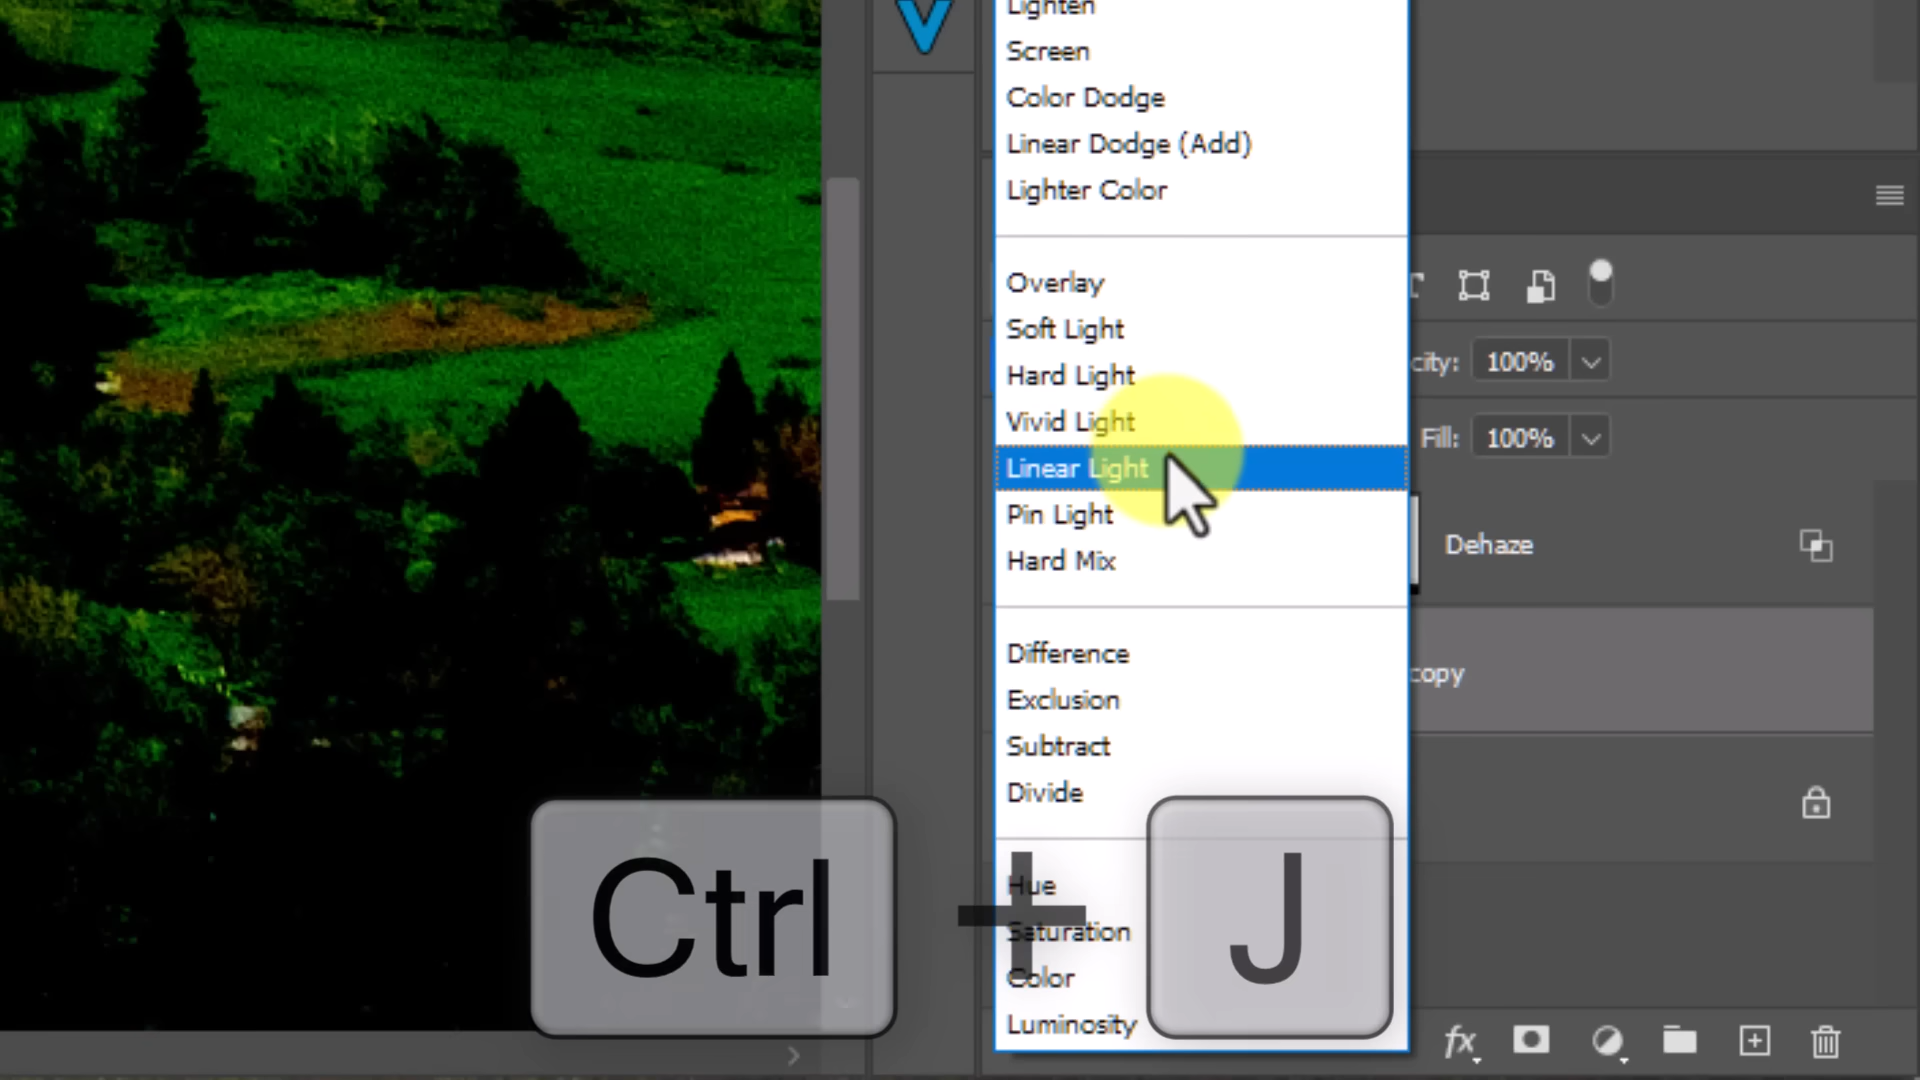 Lighten
Screen
Color Dodge
Linear Dodge (Add)
Lighter Color
Overlay
Soft Light
Hard Light
Vivid Light
Linear Light
Pin Light
Hard Mix
Difference
Exclusion
Subtract
Divide
Hue
Saturation
Color
Luminosity
city: 100%
Fill: 100%
Dehaze
copy
fx
Ctrl + J